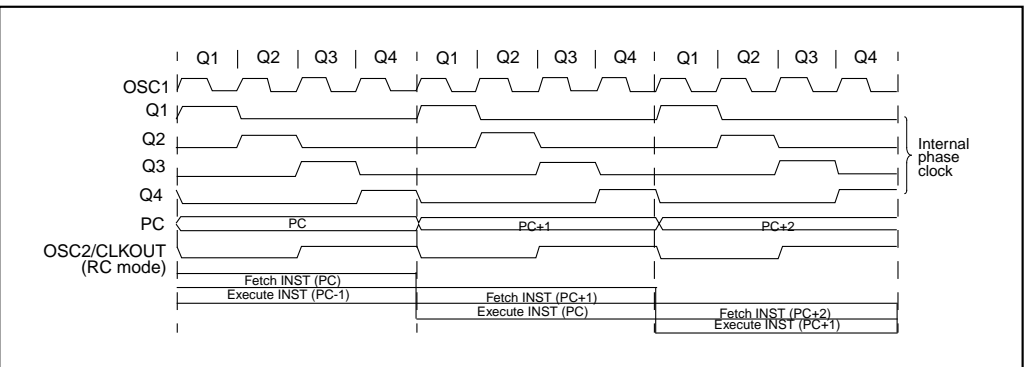 Q1 Q2 Q3 Q4 Q1 Q2 Q3 Q4 Q1 Q2 Q3 Q4
OSC1
Q1
Q2
Q3
Q4
Internal
phase
clock
PC PC PC+1 PC+2
OSC2/CLKOUT
(RC mode)
Fetch INST (PC)
Execute INST (PC-1) Fetch INST (PC+1)
Execute INST (PC) Fetch INST (PC+2)
Execute INST (PC+1)